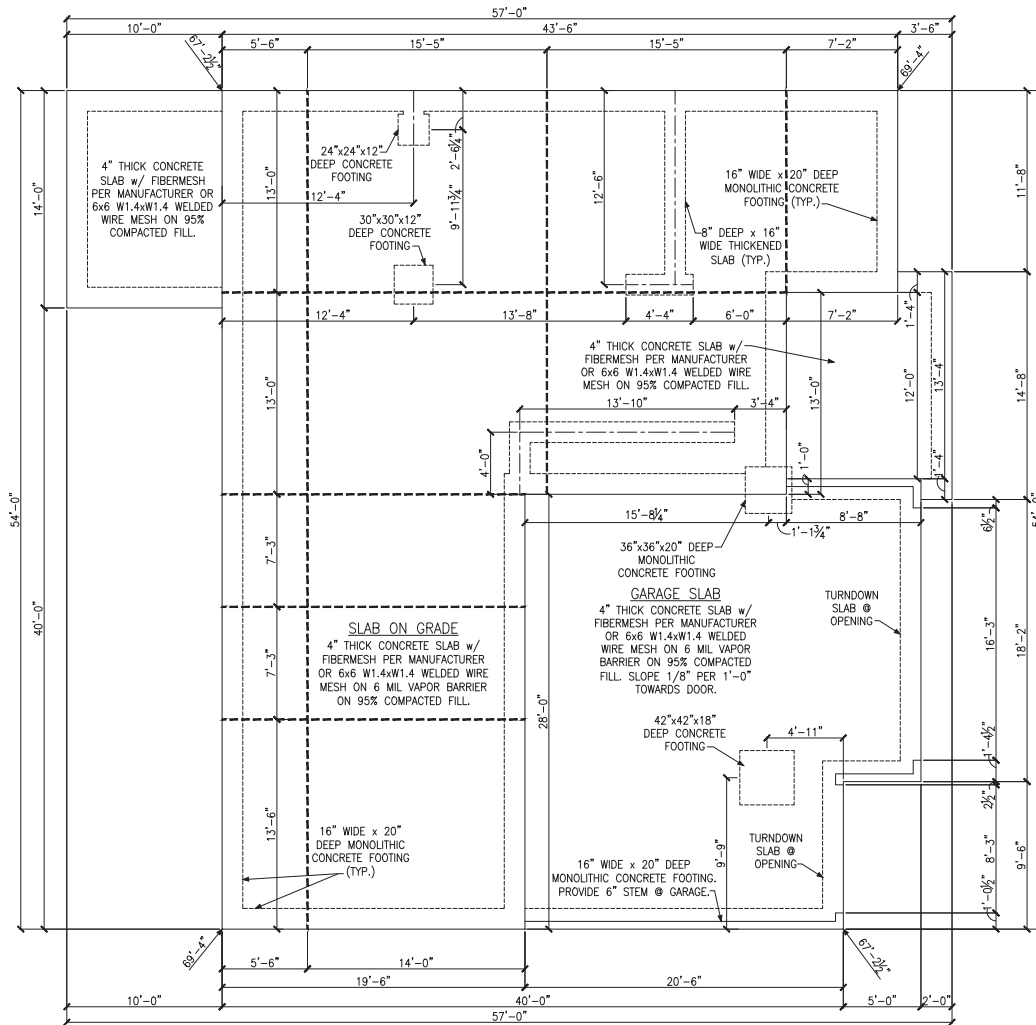 57'-0"
10'-0"
43'-6"
3'-6"
67'-2½"
5'-6"
15'-5"
15'-5"
7'-2"
69'-4"
4" THICK CONCRETE
SLAB w/ FIBERMESH
PER MANUFACTURER OR
6x6 W1.4xW1.4 WELDED
WIRE MESH ON 95%
COMPACTED FILL.
14'-0"
13'-0"
24"x24"x12"
DEEP CONCRETE
FOOTING
12'-4"
30"x30"x12"
DEEP CONCRETE
FOOTING
2'-6¼"
9'-11¾"
12'-6"
16" WIDE x 20" DEEP
MONOLITHIC CONCRETE
FOOTING (TYP.)
8" DEEP x 16"
WIDE THICKENED
SLAB (TYP.)
11'-8"
12'-4"
13'-8"
4'-4"
6'-0"
7'-2"
1'-4"
4" THICK CONCRETE SLAB w/
FIBERMESH PER MANUFACTURER
OR 6x6 W1.4xW1.4 WELDED WIRE
MESH ON 95% COMPACTED FILL.
13'-0"
13'-0"
12'-0"
13'-4"
14'-8"
13'-10"
3'-4"
4'-0"
1'-0"
1'-4"
54'-0"
54'-0"
15'-8¼"
1'-1¾"
8'-8"
6½"
36"x36"x20" DEEP
MONOLITHIC
CONCRETE FOOTING
7'-3"
GARAGE SLAB
4" THICK CONCRETE SLAB w/
FIBERMESH PER MANUFACTURER
OR 6x6 W1.4xW1.4 WELDED
WIRE MESH ON 6 MIL VAPOR
BARRIER ON 95% COMPACTED
FILL. SLOPE 1/8" PER 1'-0"
TOWARDS DOOR.
TURNDOWN
SLAB @
OPENING
16'-3"
18'-2"
40'-0"
SLAB ON GRADE
4" THICK CONCRETE SLAB w/
FIBERMESH PER MANUFACTURER
OR 6x6 W1.4xW1.4 WELDED WIRE
MESH ON 6 MIL VAPOR BARRIER
ON 95% COMPACTED FILL.
7'-3"
28'-0"
42"x42"x18"
DEEP CONCRETE
FOOTING
4'-11"
1'-4½"
2½"
13'-6"
16" WIDE x 20"
DEEP MONOLITHIC
CONCRETE FOOTING
(TYP.)
9'-9"
TURNDOWN
SLAB @
OPENING
8'-3"
9'-6"
16" WIDE x 20" DEEP
MONOLITHIC CONCRETE FOOTING.
PROVIDE 6" STEM @ GARAGE.
1'-0½"
69'-4"
67'-2½"
5'-6"
14'-0"
19'-6"
20'-6"
10'-0"
40'-0"
5'-0"
2'-0"
57'-0"